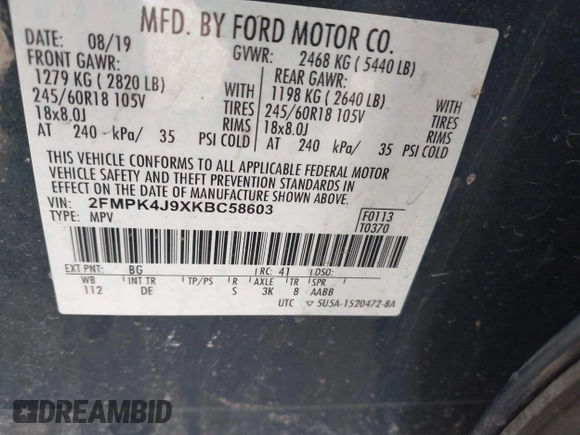 MFD. BY FORD MOTOR CO.
DATE: 08/19 GVWR: 2468 KG ( 5440 LB)
FRONT GAWR: REAR GAWR:
1279 KG ( 2820 LB) 1198 KG ( 2640 LB)
245/60R18 105V WITH TIRES 245/60R18 105V WITH TIRES
18x8.0J RIMS 18x8.0J RIMS
AT 240 kPa/ 35 PSI COLD AT 240 kPa/ 35 PSI COLD
THIS VEHICLE CONFORMS TO ALL APPLICABLE FEDERAL MOTOR
VEHICLE SAFETY AND THEFT PREVENTION STANDARDS IN
EFFECT ON THE DATE OF MANUFACTURE SHOWN ABOVE.
VIN: 2FMPK4J9XKBC58603
TYPE: MPV
F0113
T0370
EXT PNT: BG RC: 41 DSO:
WB INT TR TP/PS R AXLE TR SPR
112 DE S 3K 8 AABB
UTC ▽ 5U5A-1520472-BA
DREAMBID